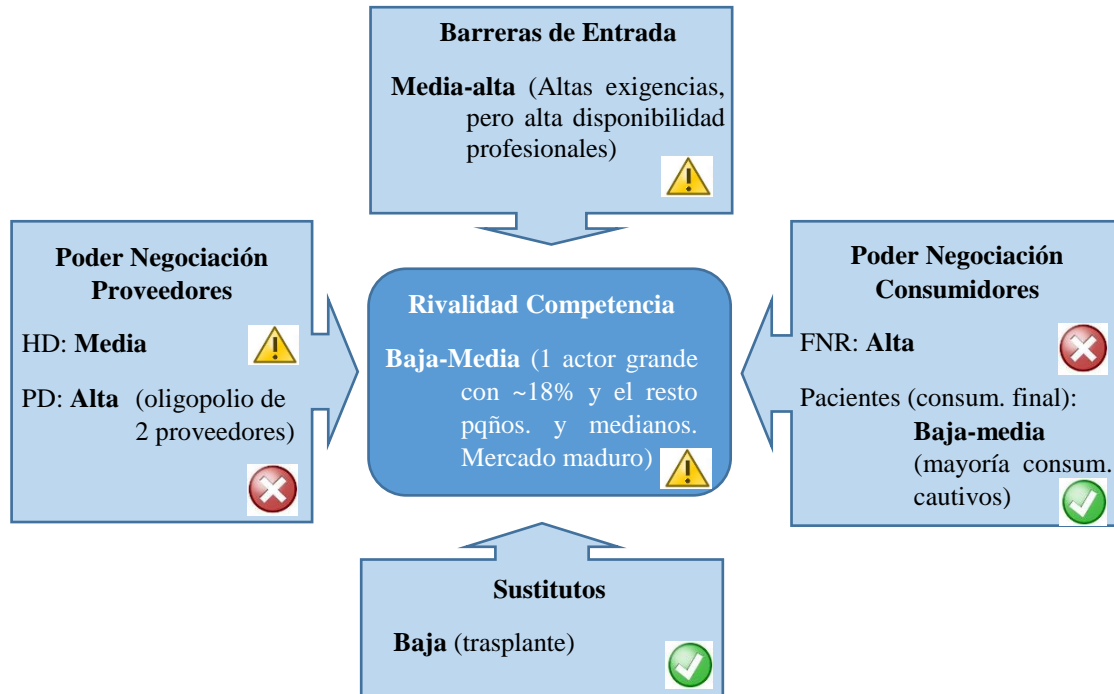 Barreras de Entrada
Media-alta (Altas exigencias,
pero alta disponibilidad
profesionales)
Poder Negociación
Proveedores
HD: Media
PD: Alta (oligopolio de
2 proveedores)
Rivalidad Competencia
Baja-Media (1 actor grande
con ~18% y el resto
pqños. y medianos.
Mercado maduro)
Poder Negociación
Consumidores
FNR: Alta
Pacientes (consum. final):
Baja-media
(mayoría consum.
cautivos)
Sustitutos
Baja (trasplante)